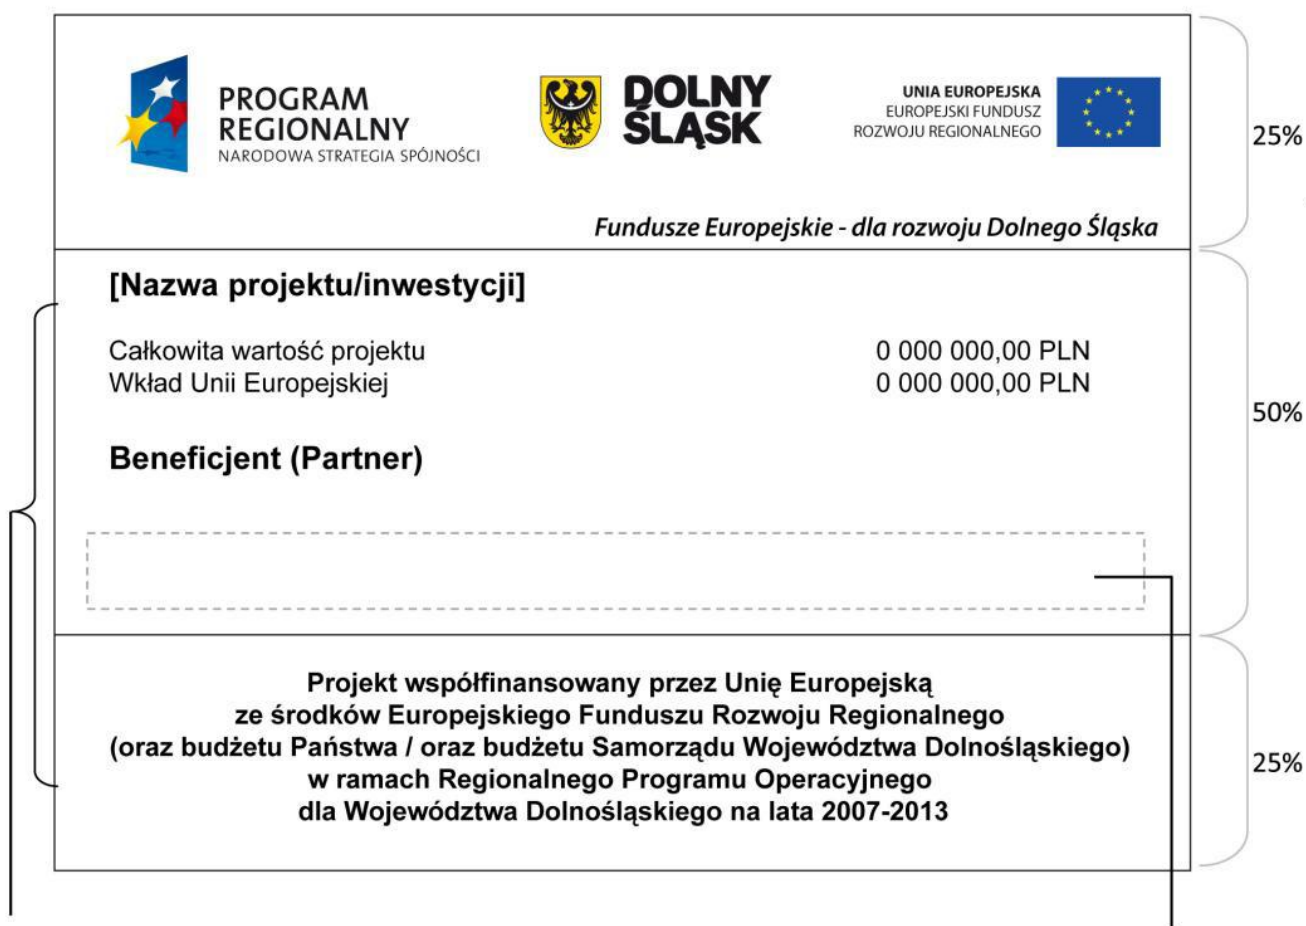 PROGRAM
REGIONALNY
NARODOWA STRATEGIA SPÓJNOŚCI
DOLNY
ŚLĄSK
UNIA EUROPEJSKA
EUROPEJSKI FUNDUSZ
ROZWOJU REGIONALNEGO
25%
Fundusze Europejskie - dla rozwoju Dolnego Śląska
[Nazwa projektu/inwestycji]
Całkowita wartość projektu 0 000 000,00 PLN
Wkład Unii Europejskiej 0 000 000,00 PLN
50%
Beneficjent (Partner)
Projekt współfinansowany przez Unię Europejską
ze środków Europejskiego Funduszu Rozwoju Regionalnego
(oraz budżetu Państwa / oraz budżetu Samorządu Województwa Dolnośląskiego)
w ramach Regionalnego Programu Operacyjnego
dla Województwa Dolnośląskiego na lata 2007-2013
25%